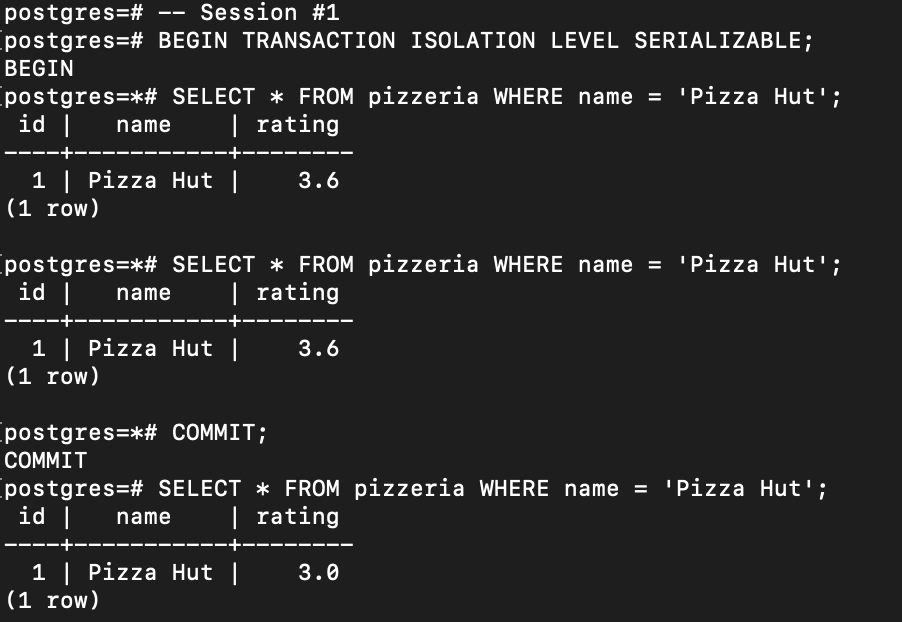 postgres=# -- Session #1
postgres=# BEGIN TRANSACTION ISOLATION LEVEL SERIALIZABLE;
BEGIN
postgres=*# SELECT * FROM pizzeria WHERE name = 'Pizza Hut';
 id |   name    | rating
----+-----------+--------
  1 | Pizza Hut |    3.6
(1 row)

postgres=*# SELECT * FROM pizzeria WHERE name = 'Pizza Hut';
 id |   name    | rating
----+-----------+--------
  1 | Pizza Hut |    3.6
(1 row)

postgres=*# COMMIT;
COMMIT
postgres=# SELECT * FROM pizzeria WHERE name = 'Pizza Hut';
 id |   name    | rating
----+-----------+--------
  1 | Pizza Hut |    3.0
(1 row)